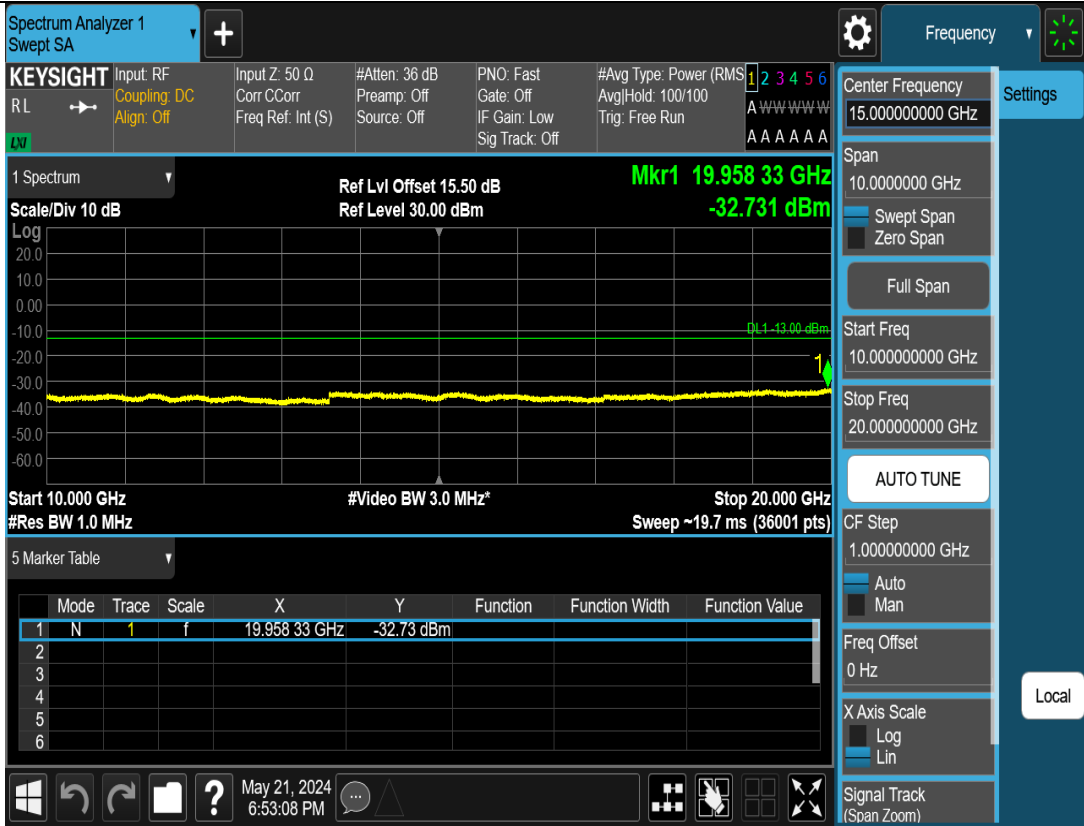 Spectrum Analyzer 1
Swept SA
+
Frequency
KEYSIGHT
RL
LXI
Input: RF
Coupling: DC
Align: Off
Input Z: 50 Ω
Corr CCorr
Freq Ref: Int (S)
#Atten: 36 dB
Preamp: Off
Source: Off
PNO: Fast
Gate: Off
IF Gain: Low
Sig Track: Off
#Avg Type: Power (RMS
Avg|Hold: 100/100
Trig: Free Run
1 2 3 4 5 6
A W W W W W
A A A A A A
1 Spectrum
Scale/Div 10 dB
Ref Lvl Offset 15.50 dB
Ref Level 30.00 dBm
Mkr1 19.958 33 GHz
-32.731 dBm
Log
20.0
10.0
0.00
-10.0
-20.0
-30.0
-40.0
-50.0
-60.0
DL1 -13.00 dBm
1
Start 10.000 GHz
#Res BW 1.0 MHz
#Video BW 3.0 MHz*
Stop 20.000 GHz
Sweep ~19.7 ms (36001 pts)
5 Marker Table
Mode Trace Scale X Y Function Function Width Function Value
1 N 1 f 19.958 33 GHz -32.73 dBm
2
3
4
5
6
May 21, 2024
6:53:08 PM
Center Frequency
15.000000000 GHz
Span
10.0000000 GHz
Swept Span
Zero Span
Full Span
Start Freq
10.000000000 GHz
Stop Freq
20.000000000 GHz
AUTO TUNE
CF Step
1.000000000 GHz
Auto
Man
Freq Offset
0 Hz
X Axis Scale
Log
Lin
Signal Track
(Span Zoom)
Settings
Local